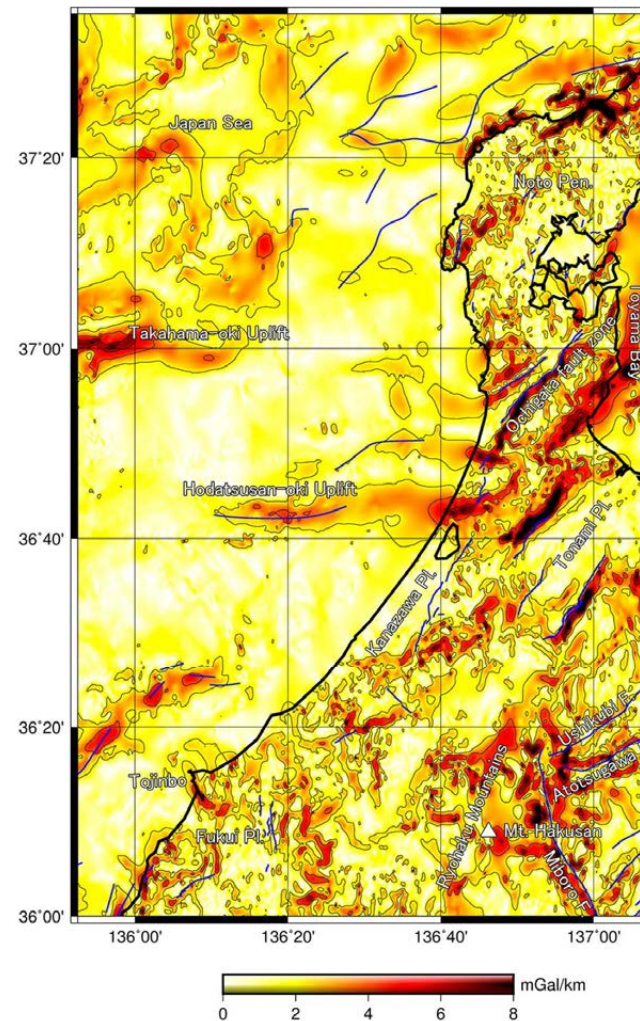 Japan Sea
37°20'
Noto Pen.
Toyama Bay
Takahama-oki Uplift
37°00'
Ochigata fault zone
Hodatsusan-oki Uplift
36°40'
Tonami Pl.
Kanazawa Pl.
36°20'
Ushikubi F.
Atotsugawa
Tojinbo
Ryohaku Mountains
Mt. Hakusan
Fukui Pl.
Miboro F.
36°00'
136°00' 136°20' 136°40' 137°00'
mGal/km
0 2 4 6 8